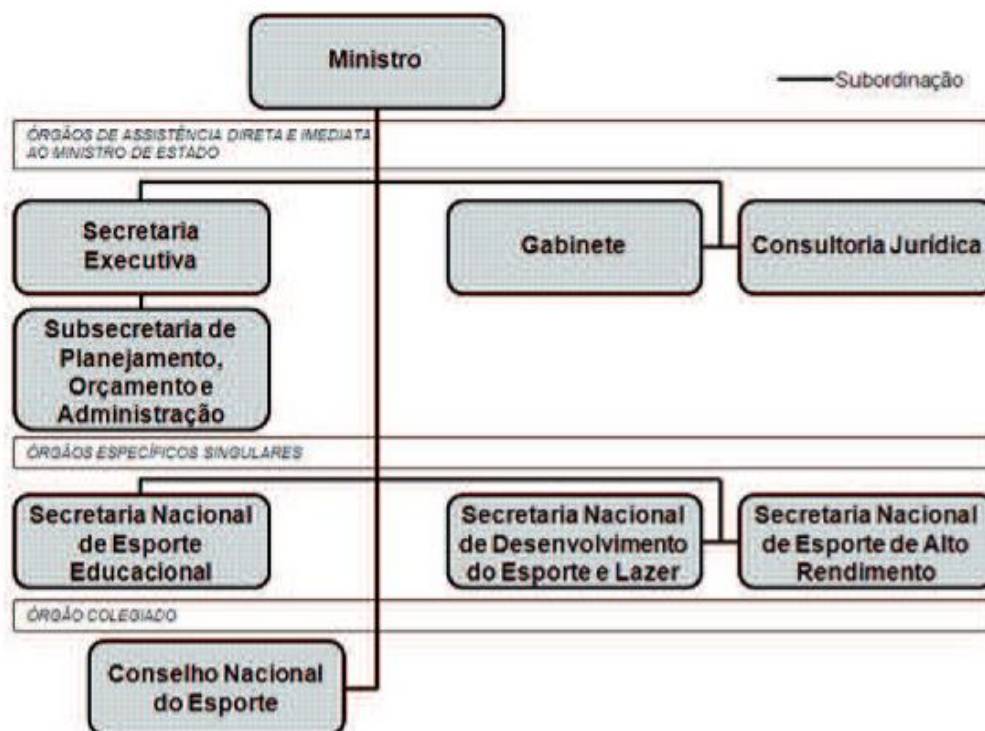 Ministro
Subordinação
ÓRGÃOS DE ASSISTÊNCIA DIRETA E IMEDIATA
AO MINISTRO DE ESTADO
Secretaria
Executiva
Gabinete
Consultoria Jurídica
Subsecretaria de
Planejamento,
Orçamento e
Administração
ÓRGÃOS ESPECÍFICOS SINGULARES
Secretaria Nacional
de Esporte
Educacional
Secretaria Nacional
de Desenvolvimento
do Esporte e Lazer
Secretaria Nacional
de Esporte de Alto
Rendimento
ÓRGÃO COLEGIADO
Conselho Nacional
do Esporte